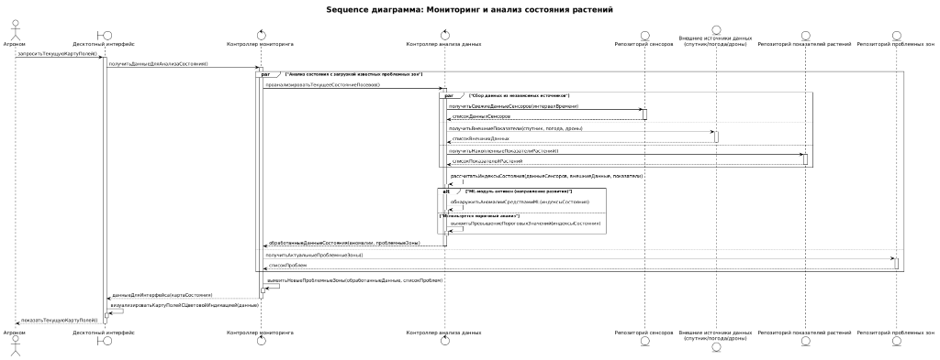 Sequence диаграмма: Мониторинг и анализ состояния растений
Агроном
Десктопный интерфейс
Контроллер мониторинга
Контроллер анализа данных
Репозиторий сенсоров
Внешние источники данных
(спутник/погода/дроны)
Репозиторий показателей растений
Репозиторий проблемных зон
запроситьТекущуюКартуПолей()
получитьДанныеДляАнализаСостояния()
par ["Анализ состояния с загрузкой известных проблемных зон"]
проанализироватьТекущееСостояниеПосевов()
par ["Сбор данных из независимых источников"]
получитьСвежиеДанныеСенсоров(интервалВремени)
списокДанныхСенсоров
получитьВнешниеПоказатели(спутник, погода, дроны)
списокВнешнихДанных
получитьНакопленныеПоказателиРастений()
списокПоказателейРастений
рассчитатьИндексыСостояния(данныеСенсоров, внешниеДанные, показатели)
alt ["ML-модуль активен (направление развития)"]
обнаружитьАномалииСредствамиML(индексыСостояния)
выявитьПревышениеПороговыхЗначений(индексыСостояния)
обработанныеДанныеСостояния(аномалии, проблемныеЗоны)
получитьАктуальныеПроблемныеЗоны()
списокПроблем
выявитьНовыеПроблемныеЗоны(обработанныеДанные, списокПроблем)
данныеДляИнтерфейса(картаСостояния)
визуализироватьКартуПолейСЦветовойИндикацией(данные)
показатьТекущуюКартуПолей()
Агроном
Десктопный интерфейс
Контроллер мониторинга
Контроллер анализа данных
Репозиторий сенсоров
Внешние источники данных
(спутник/погода/дроны)
Репозиторий показателей растений
Репозиторий проблемных зон